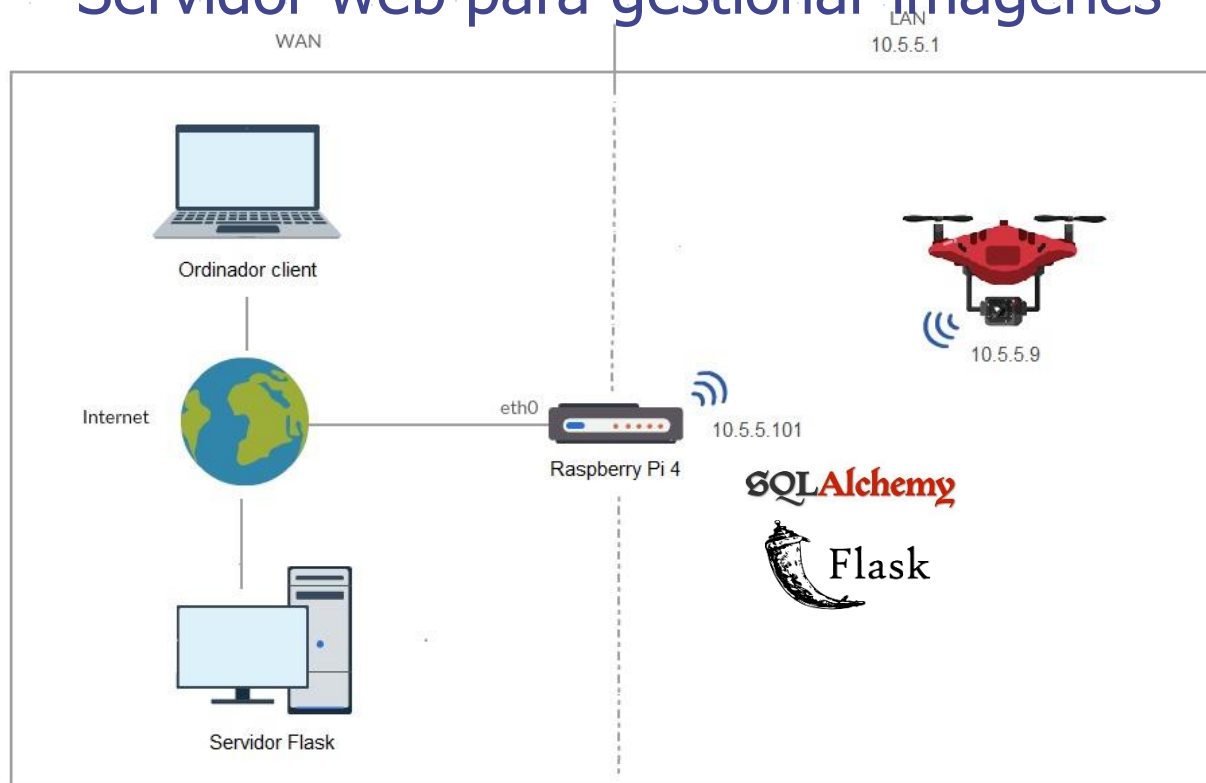 Servidor web para gestionar imágenes
WAN
LAN
10.5.5.1
Ordinador client
10.5.5.9
Internet
eth0
10.5.5.101
Raspberry Pi 4
SQLAlchemy
Flask
Servidor Flask